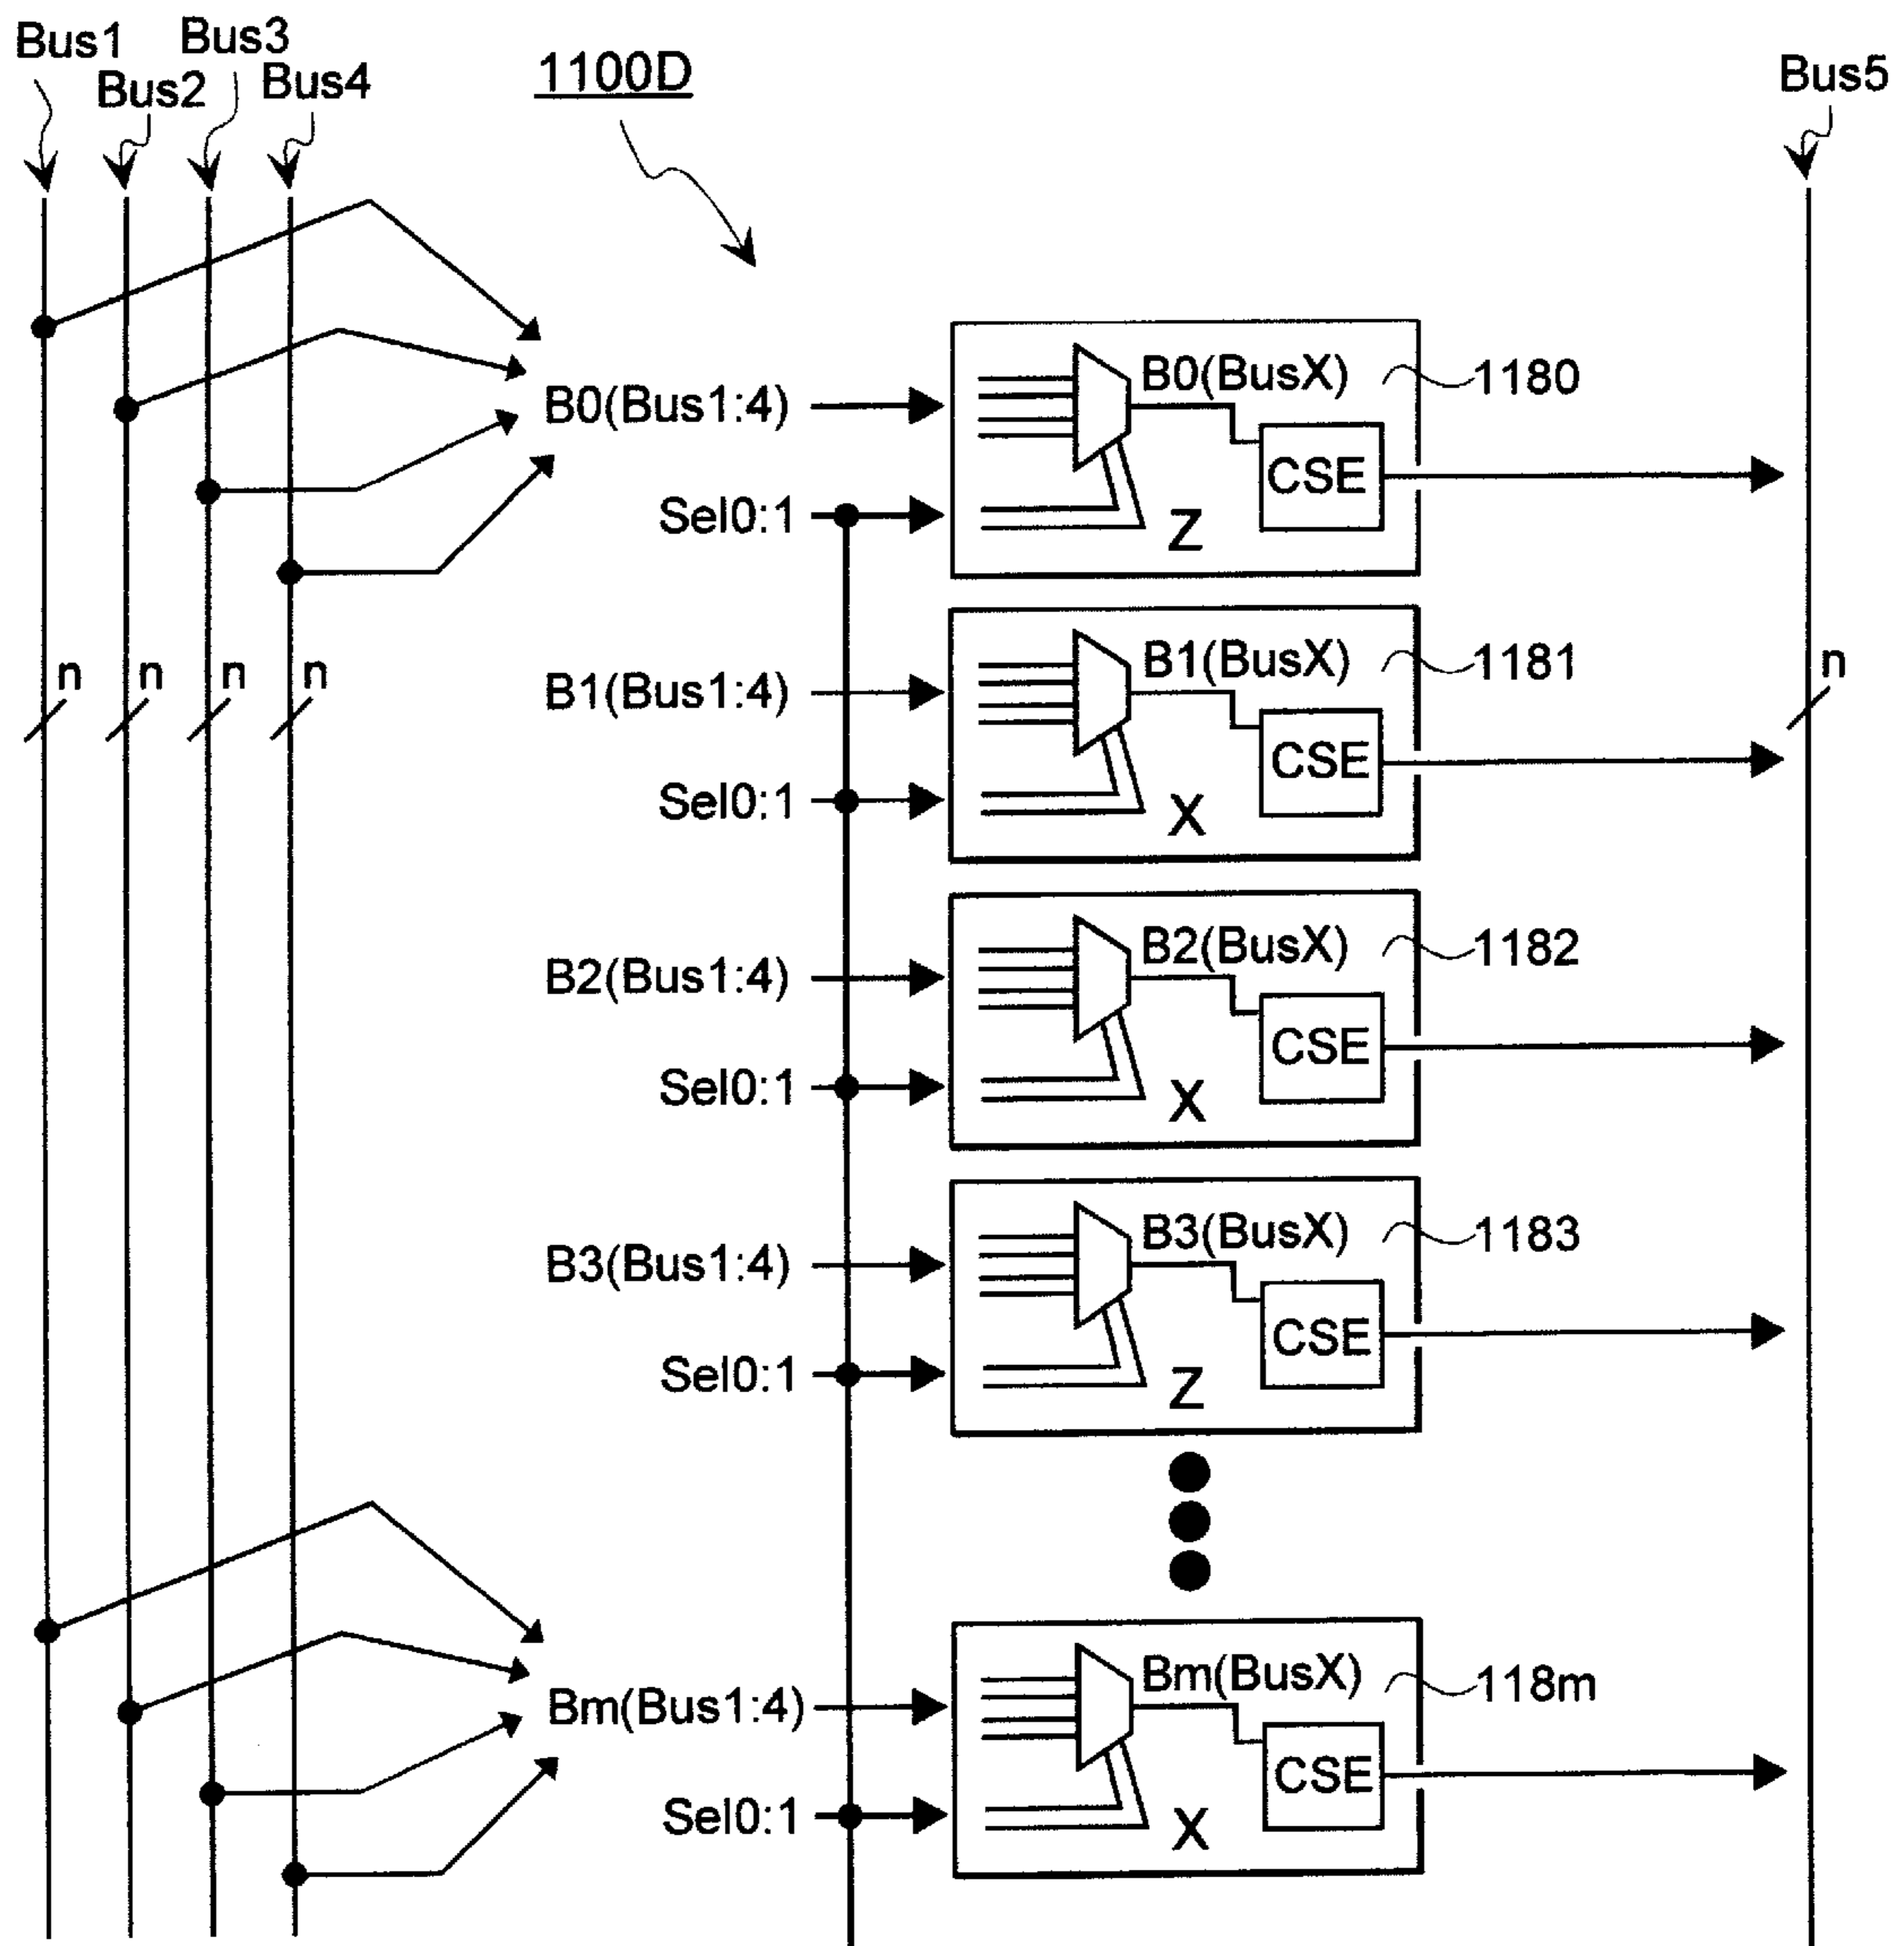 Bus1
Bus2
Bus3
Bus4
1100D
Bus5
B0(Bus1:4)
B0(BusX)
1180
CSE
Sel0:1
Z
n
n
n
n
n
B1(Bus1:4)
B1(BusX)
1181
CSE
Sel0:1
X
B2(Bus1:4)
B2(BusX)
1182
CSE
Sel0:1
X
B3(Bus1:4)
B3(BusX)
1183
CSE
Sel0:1
Z
Bm(Bus1:4)
Bm(BusX)
118m
CSE
Sel0:1
X